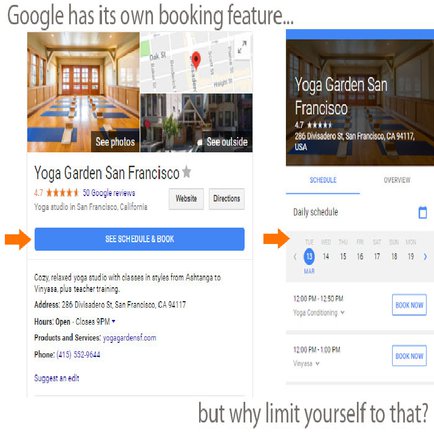 Google has its own booking feature...
Oak St
Haight St
See photos
See outside
Yoga Garden San Francisco
4.7 50 Google reviews
Yoga studio in San Francisco, California
Website
Directions
SEE SCHEDULE & BOOK
Cozy, relaxed yoga studio with classes in styles from Ashtanga to
Vinyasa, plus teacher training.
Address: 286 Divisadero St, San Francisco, CA 94117
Hours: Open · Closes 9PM
Products and Services: yogagardensf.com
Phone: (415) 552-9644
Suggest an edit
Yoga Garden San
Francisco
4.7
286 Divisadero St, San Francisco, CA 94117,
USA
SCHEDULE OVERVIEW
Daily schedule
TUE WED THU FRI SAT SUN MON
13 14 15 16 17 18 19
MAR
12:00 PM - 12:50 PM
Yoga Conditioning
BOOK NOW
12:00 PM - 1:00 PM
Vinyasa
BOOK NOW
but why limit yourself to that?